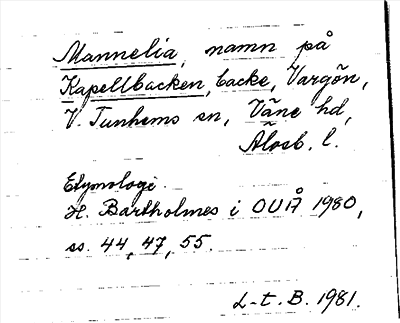 Mannelia, namn på
Kapellbacken, backe, Vargön,
V. Tunhems sn, Väne hd,
Älvsb. l.
Etymologi.
H. Bartholmes i OUÅ 1980,
ss. 44, 47, 55.
L-t. B. 1981.